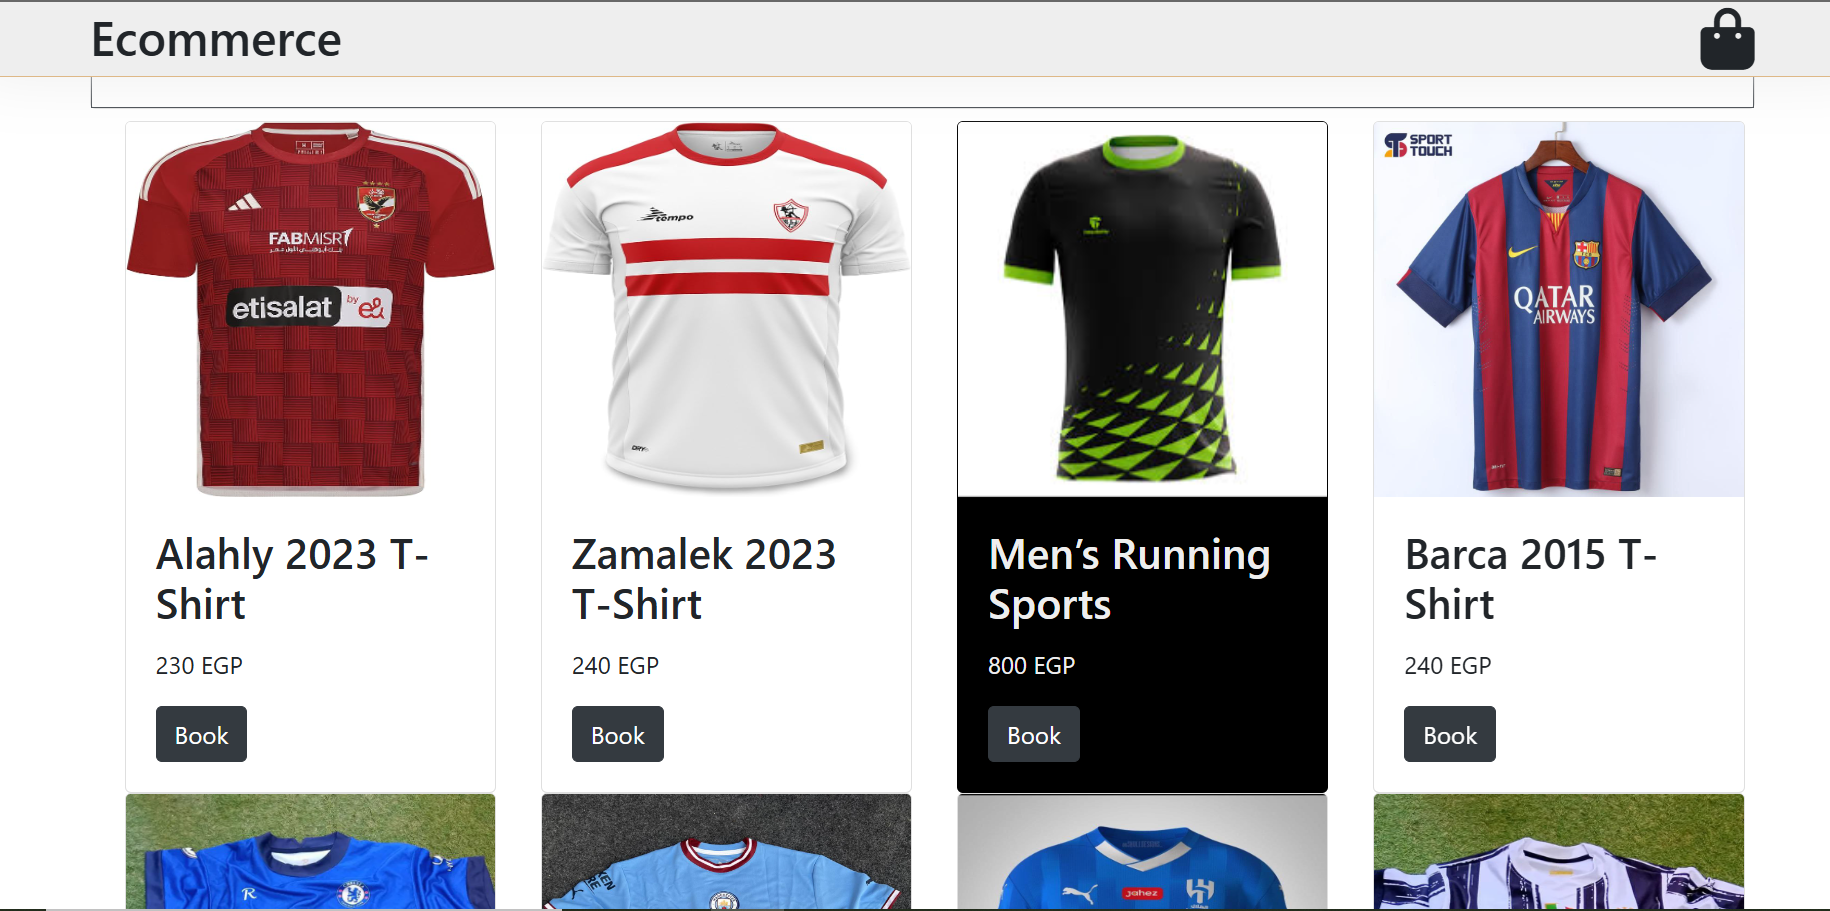 Ecommerce
FABMISR
etisalat by e&
tempo
SPORT
TOUCH
QATAR
AIRWAYS
Alahly 2023 T-
Shirt
Zamalek 2023
T-Shirt
Men’s Running
Sports
Barca 2015 T-
Shirt
230 EGP
240 EGP
800 EGP
240 EGP
Book
Book
Book
Book
R
jahez